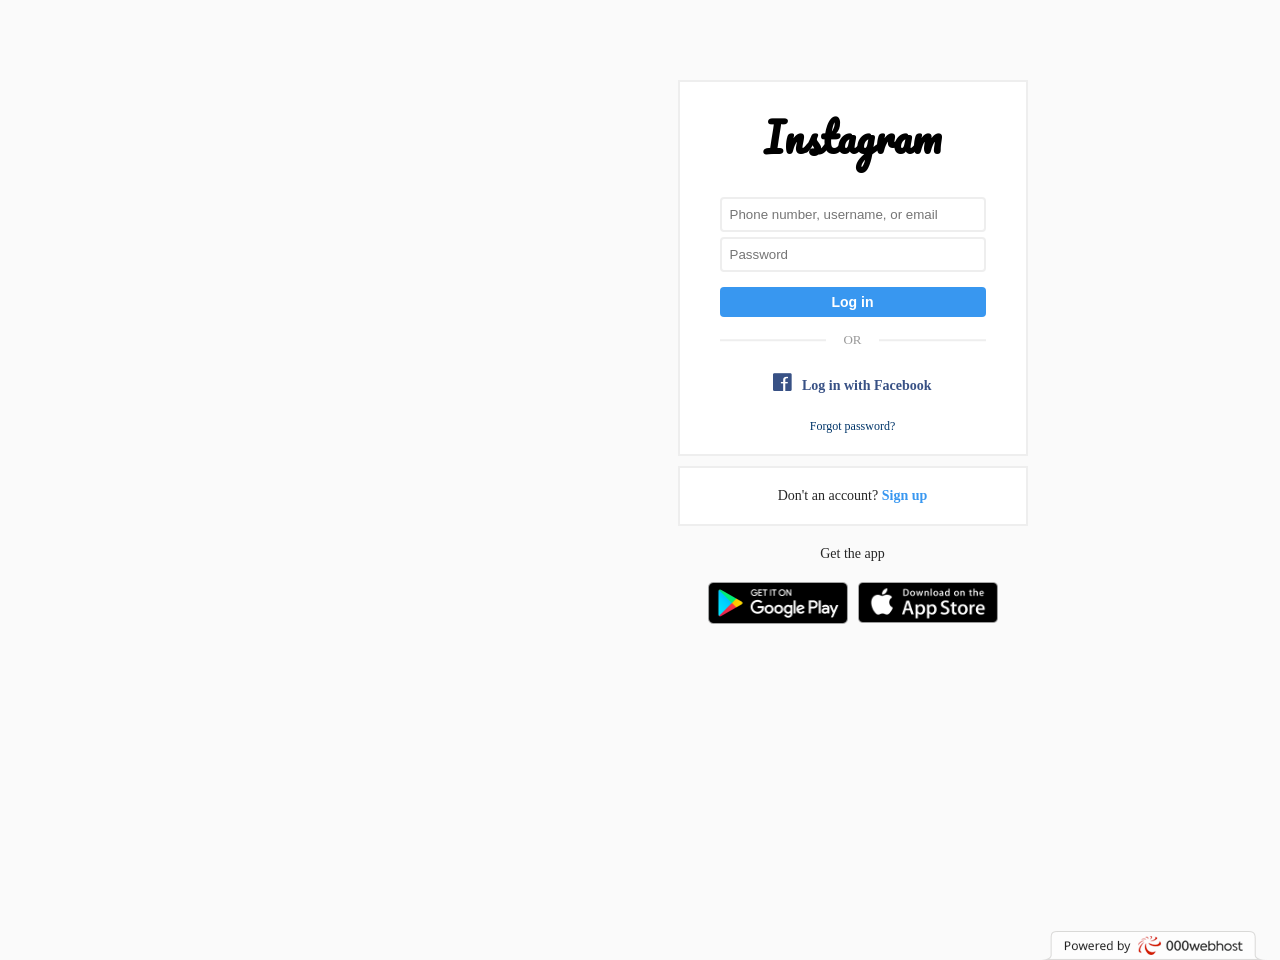 Instagram
Phone number, username, or email
Password
Log in
OR
Log in with Facebook
Forgot password?
Don't an account? Sign up
Get the app
GET IT ON
Google Play
Download on the
App Store
Powered by 000webhost